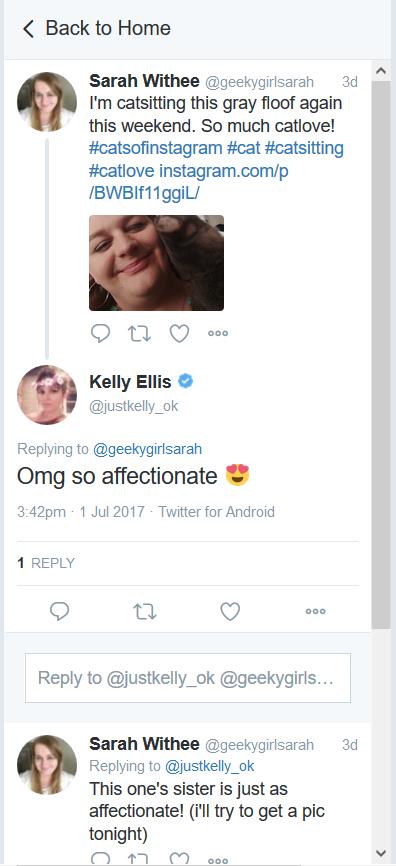 Back to Home
Sarah Withee @geekygirlsarah 3d
I'm catsitting this gray floof again
this weekend. So much catlove!
#catsofinstagram #cat #catsitting
#catlove instagram.com/p
/BWBIf11ggiL/
Kelly Ellis
@justkelly_ok
Replying to @geekygirlsarah
Omg so affectionate 😍
3:42pm · 1 Jul 2017 · Twitter for Android
1 REPLY
Reply to @justkelly_ok @geekygirls...
Sarah Withee @geekygirlsarah 3d
Replying to @justkelly_ok
This one's sister is just as
affectionate! (i'll try to get a pic
tonight)